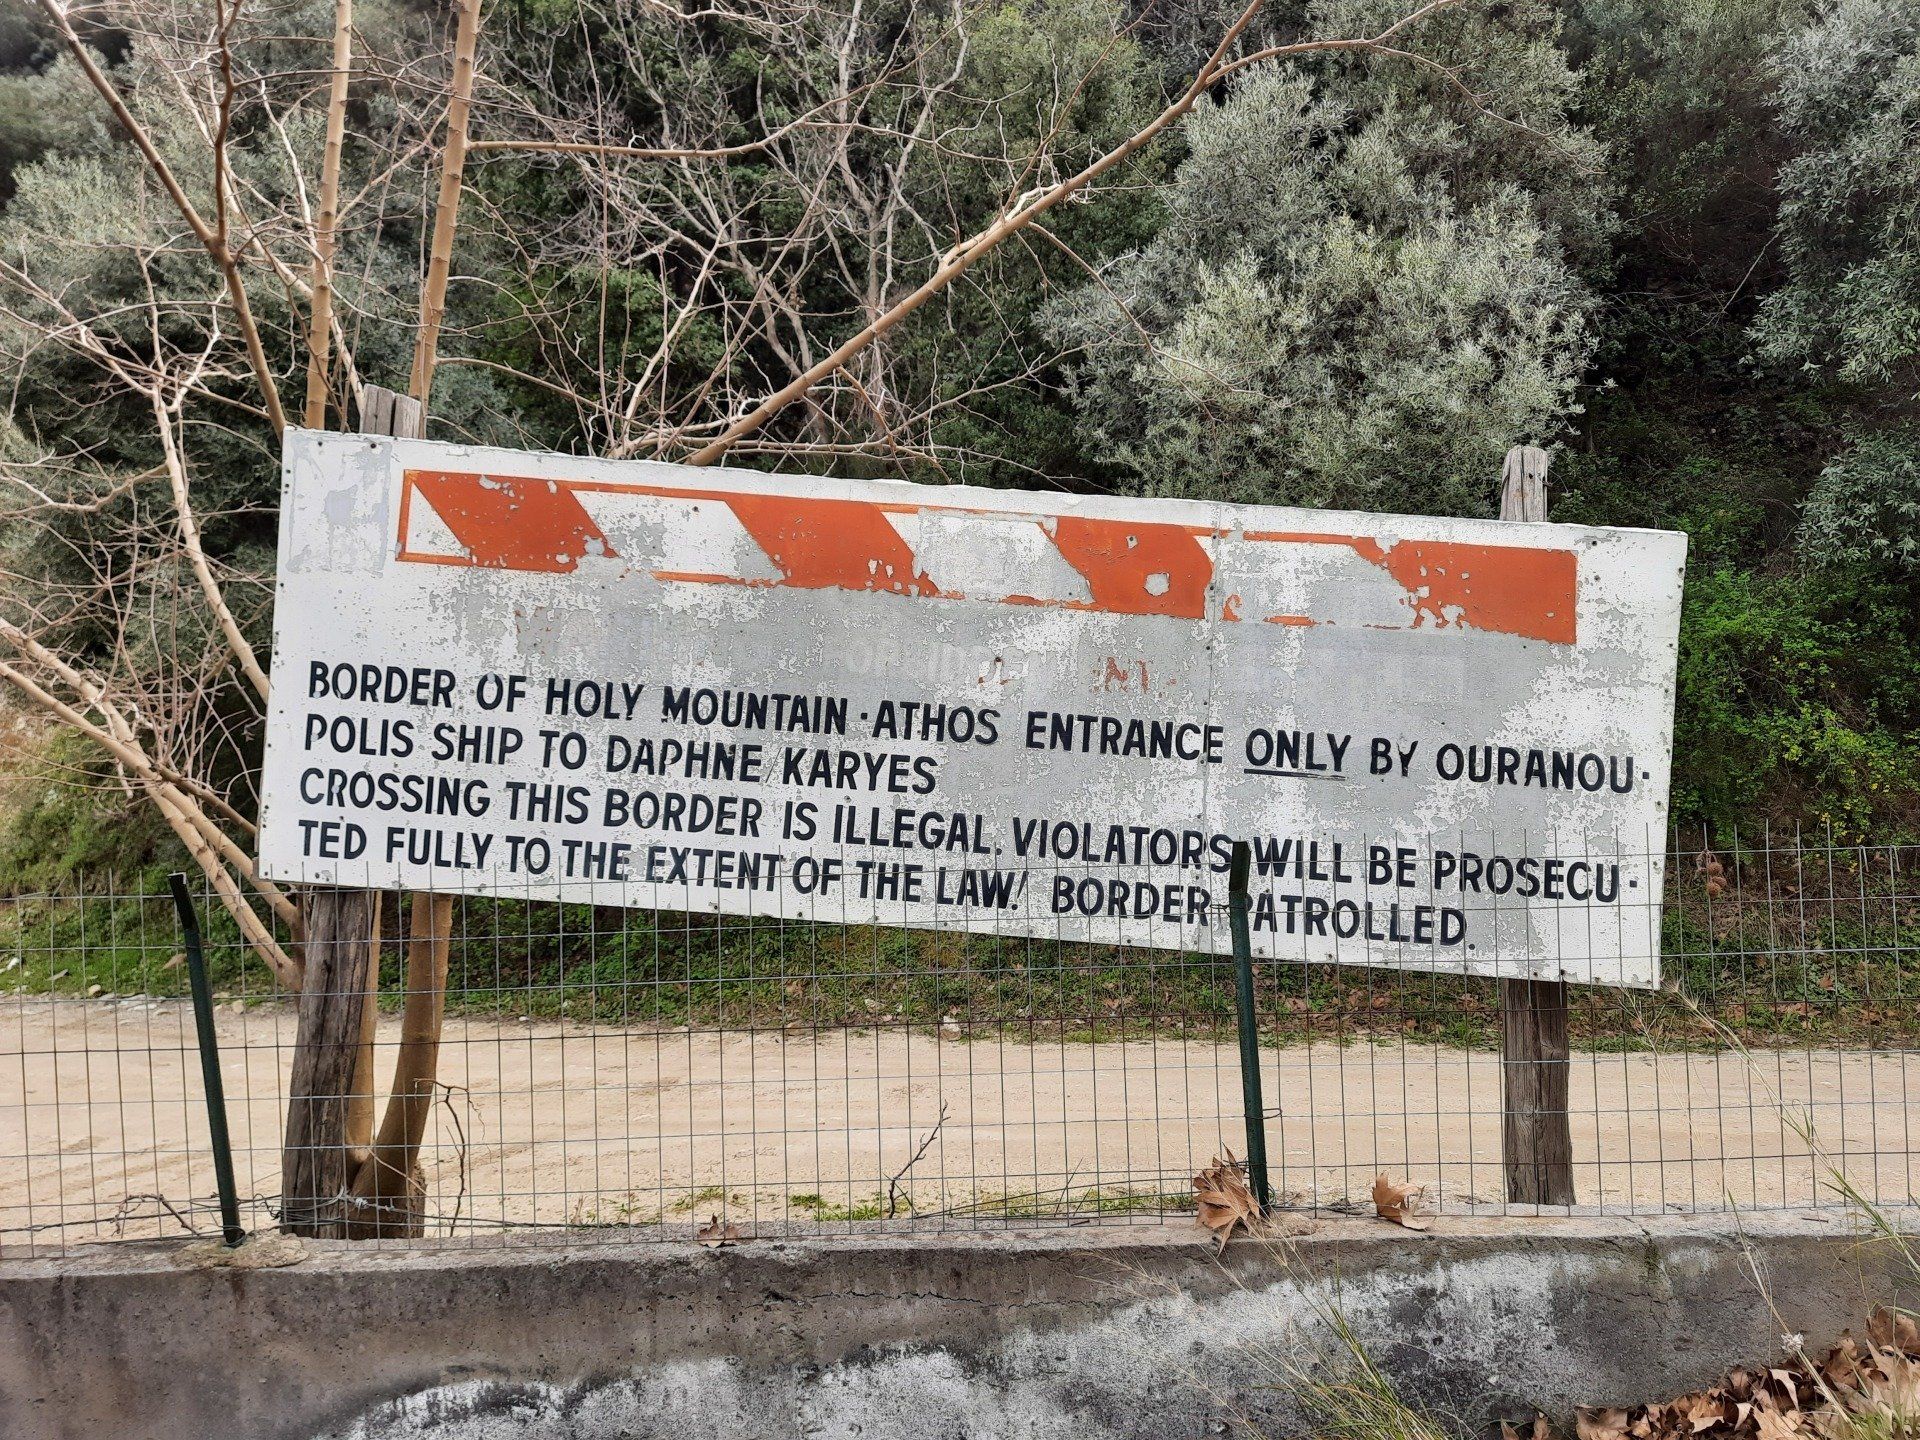 BORDER OF HOLY MOUNTAIN·ATHOS ENTRANCE ONLY BY OURANOU·
POLIS SHIP TO DAPHNE/KARYES
CROSSING THIS BORDER IS ILLEGAL. VIOLATORS WILL BE PROSECU·
TED FULLY TO THE EXTENT OF THE LAW! BORDER PATROLLED.